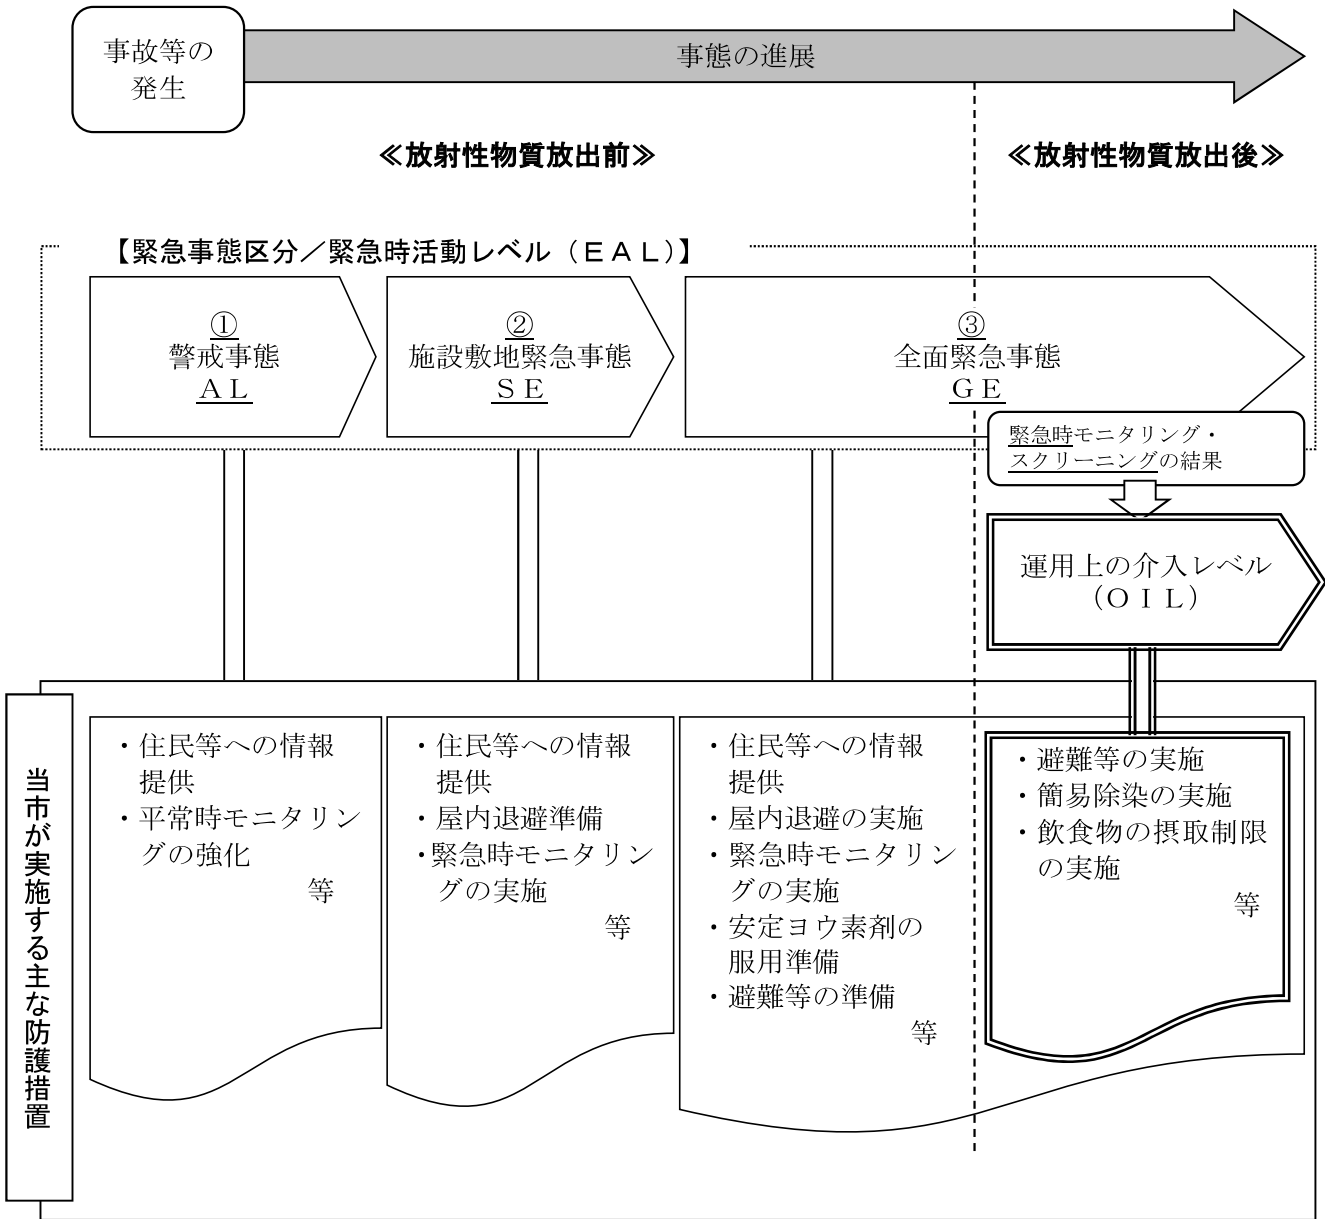 事故等の
発生
事態の進展
≪放射性物質放出前≫
≪放射性物質放出後≫
【緊急事態区分／緊急時活動レベル（ＥＡＬ）】
①
警戒事態
ＡＬ
②
施設敷地緊急事態
ＳＥ
③
全面緊急事態
ＧＥ
緊急時モニタリング・
スクリーニングの結果
運用上の介入レベル
（ＯＩＬ）
当市が実施する主な防護措置
・住民等への情報
提供
・平常時モニタリン
グの強化
等
・住民等への情報
提供
・屋内退避準備
・緊急時モニタリン
グの実施
等
・住民等への情報
提供
・屋内退避の実施
・緊急時モニタリン
グの実施
・安定ヨウ素剤の
服用準備
・避難等の準備
等
・避難等の実施
・簡易除染の実施
・飲食物の摂取制限
の実施
等